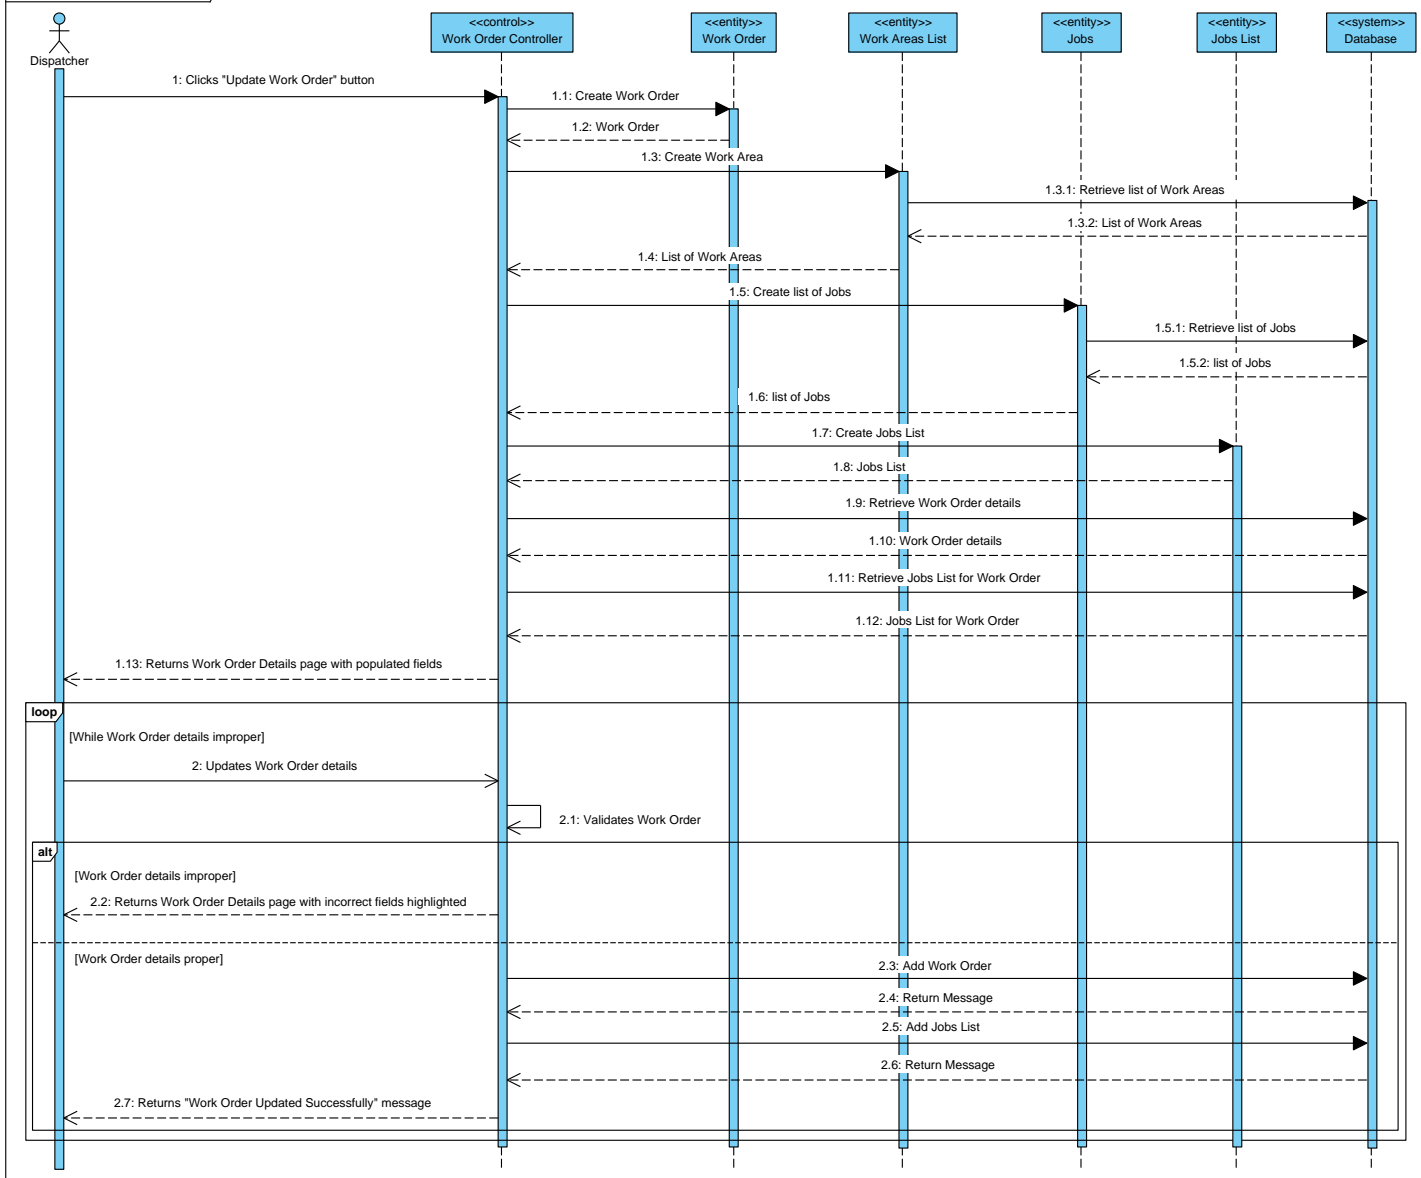 <<control>>
Work Order Controller
<<entity>>
Work Order
<<entity>>
Work Areas List
<<entity>>
Jobs
<<entity>>
Jobs List
<<system>>
Database
Dispatcher
1: Clicks "Update Work Order" button
1.1: Create Work Order
1.2: Work Order
1.3: Create Work Area
1.3.1: Retrieve list of Work Areas
1.3.2: List of Work Areas
1.4: List of Work Areas
1.5: Create list of Jobs
1.5.1: Retrieve list of Jobs
1.5.2: list of Jobs
1.6: list of Jobs
1.7: Create Jobs List
1.8: Jobs List
1.9: Retrieve Work Order details
1.10: Work Order details
1.11: Retrieve Jobs List for Work Order
1.12: Jobs List for Work Order
1.13: Returns Work Order Details page with populated fields
loop
[While Work Order details improper]
2: Updates Work Order details
2.1: Validates Work Order
alt
[Work Order details improper]
2.2: Returns Work Order Details page with incorrect fields highlighted
[Work Order details proper]
2.3: Add Work Order
2.4: Return Message
2.5: Add Jobs List
2.6: Return Message
2.7: Returns "Work Order Updated Successfully" message